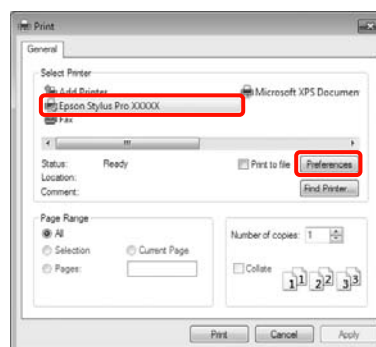 Print
General
Select Printer
Add Printer
Microsoft XPS Documen
Epson Stylus Pro XXXXX
Fax
Status: Ready
Print to file
Preferences
Location:
Comment:
Find Printer...
Page Range
All
Selection
Current Page
Pages:
Number of copies: 1
Collate
1 1 2 2 3 3
Print
Cancel
Apply